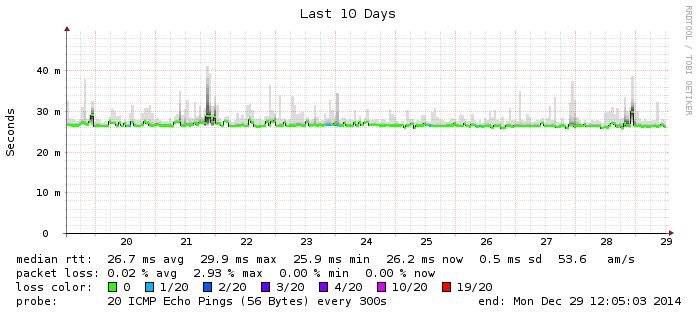 Last 10 Days
RRDTOOL / TOBI OETIKER
Seconds
40 m
30 m
20 m
10 m
0
20 21 22 23 24 25 26 27 28 29
median rtt: 26.7 ms avg 29.9 ms max 25.9 ms min 26.2 ms now 0.5 ms sd 53.6 am/s
packet loss: 0.02 % avg 2.93 % max 0.00 % min 0.00 % now
loss color: 0 1/20 2/20 3/20 4/20 10/20 19/20
probe: 20 ICMP Echo Pings (56 Bytes) every 300s end: Mon Dec 29 12:05:03 2014